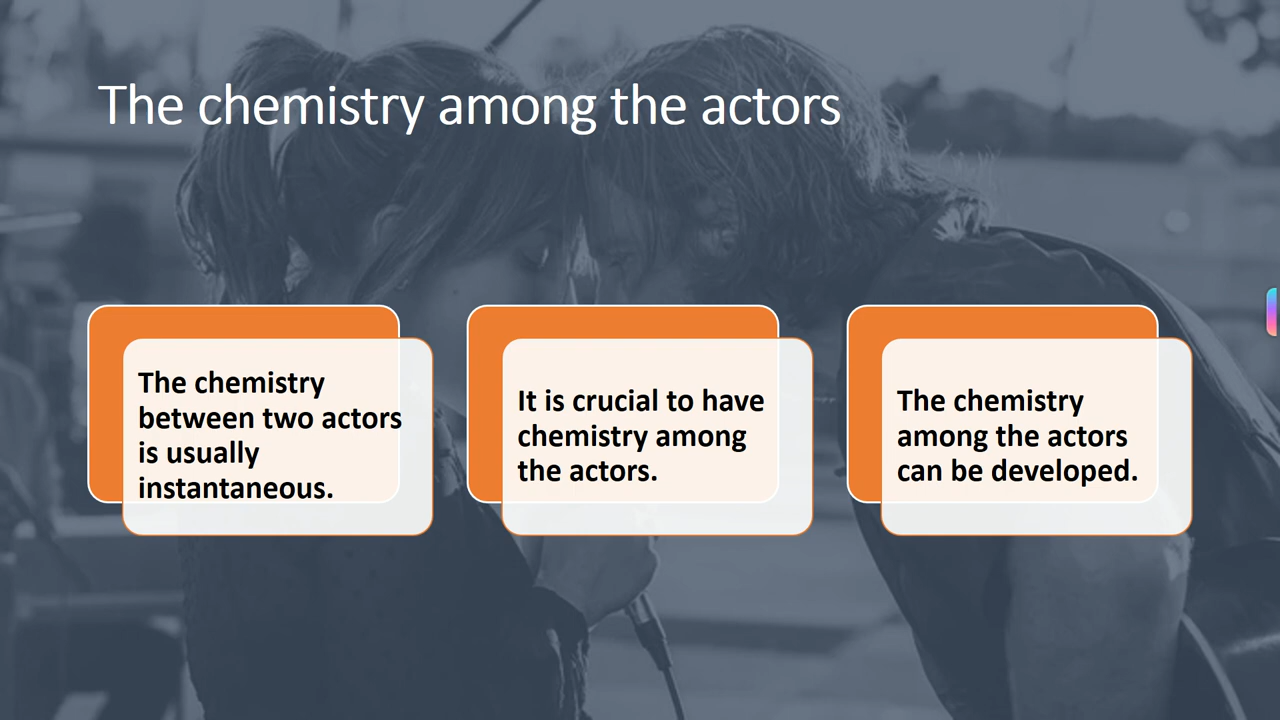 The chemistry among the actors
The chemistry
between two actors
is usually
instantaneous.
It is crucial to have
chemistry among
the actors.
The chemistry
among the actors
can be developed.